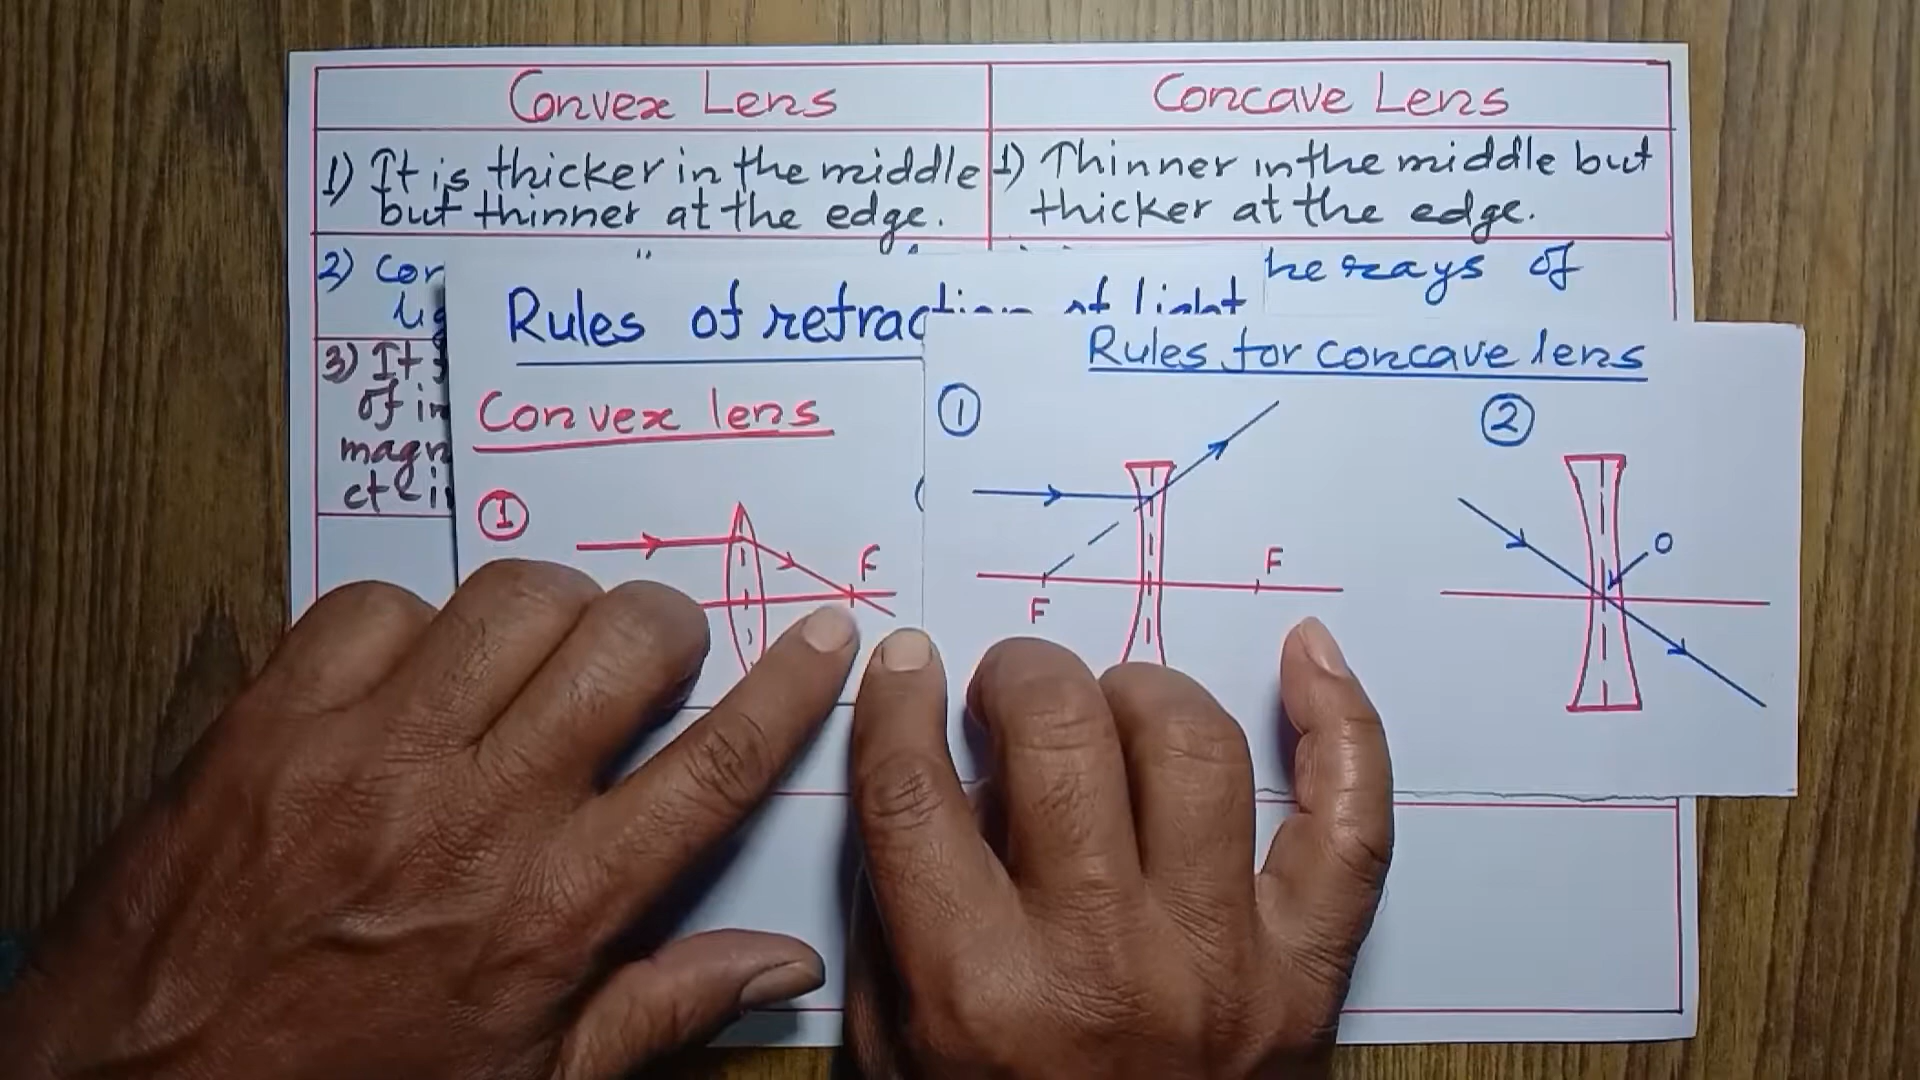 Convex Lens
Concave Lens
1) It is thicker in the middle
but thinner at the edge.
1) Thinner in the middle but
thicker at the edge.
2)
rays of
3) It
of
Rules of
Convex lens
1
F
Rules for concave lens
1
F
F
2
O